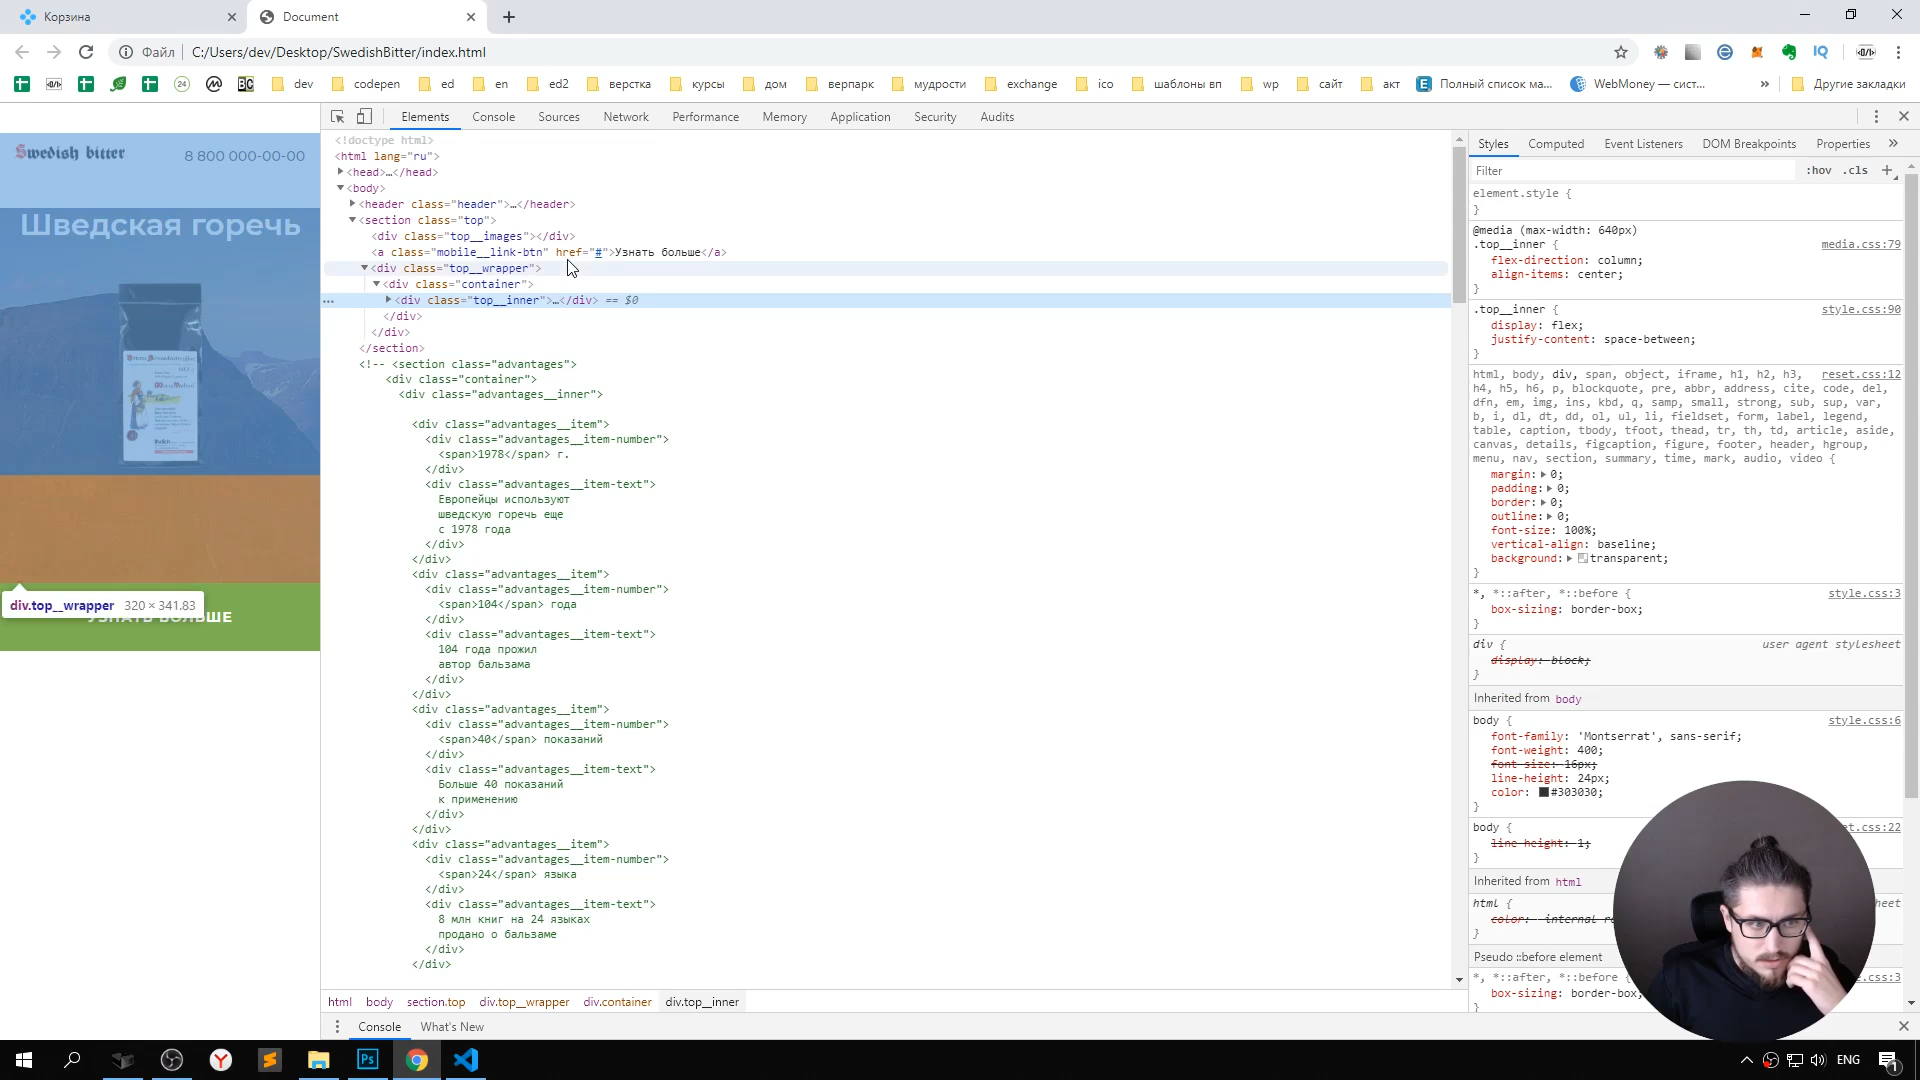 Корзина
Document
Файл
C:/Users/dev/Desktop/SwedishBitter/index.html
IQ
24
BC
dev
codepen
ed
en
ed2
верстка
курсы
дом
верпарк
мудрости
exchange
ico
шаблоны вп
wp
сайт
акт
Полный список ма...
WebMoney — сист...
»
Другие закладки
Swedish bitter
8 800 000-00-00
Шведская горечь
div.top__wrapper 320 × 341.83
УЗНАТЬ БОЛЬШЕ
Elements
Console
Sources
Network
Performance
Memory
Application
Security
Audits
<!doctype html>
<html lang="ru">
<head>…</head>
<body>
<header class="header">…</header>
<section class="top">
<div class="top__images"></div>
<a class="mobile__link-btn" href="#">Узнать больше</a>
<div class="top__wrapper">
<div class="container">
<div class="top__inner">…</div> == $0
</div>
</div>
</section>
<!-- <section class="advantages">
<div class="container">
<div class="advantages__inner">
<div class="advantages__item">
<div class="advantages__item-number">
<span>1978</span> г.
</div>
<div class="advantages__item-text">
Европейцы используют
шведскую горечь еще
с 1978 года
</div>
</div>
<div class="advantages__item">
<div class="advantages__item-number">
<span>104</span> года
</div>
<div class="advantages__item-text">
104 года прожил
автор бальзама
</div>
</div>
<div class="advantages__item">
<div class="advantages__item-number">
<span>40</span> показаний
</div>
<div class="advantages__item-text">
Больше 40 показаний
к применению
</div>
</div>
<div class="advantages__item">
<div class="advantages__item-number">
<span>24</span> языка
</div>
<div class="advantages__item-text">
8 млн книг на 24 языках
продано о бальзаме
</div>
</div>
html body section.top div.top__wrapper div.container div.top__inner
Console
What's New
Styles
Computed
Event Listeners
DOM Breakpoints
Properties
»
Filter
:hov .cls +
element.style {
}
@media (max-width: 640px)
.top__inner { media.css:79
flex-direction: column;
align-items: center;
}
.top__inner { style.css:90
display: flex;
justify-content: space-between;
}
html, body, div, span, object, iframe, h1, h2, h3, reset.css:12
h4, h5, h6, p, blockquote, pre, abbr, address, cite, code, del,
dfn, em, img, ins, kbd, q, samp, small, strong, sub, sup, var,
b, i, dl, dt, dd, ol, ul, li, fieldset, form, label, legend,
table, caption, tbody, tfoot, thead, tr, th, td, article, aside,
canvas, details, figcaption, figure, footer, header, hgroup,
menu, nav, section, summary, time, mark, audio, video {
margin: 0;
padding: 0;
border: 0;
outline: 0;
font-size: 100%;
vertical-align: baseline;
background: transparent;
}
*, *::after, *::before { style.css:3
box-sizing: border-box;
}
div { user agent stylesheet
display: block;
}
Inherited from body
body { style.css:6
font-family: 'Montserrat', sans-serif;
font-weight: 400;
font-size: 16px;
line-height: 24px;
color: #303030;
}
body { t.css:22
line-height: 1;
}
Inherited from html
html { heet
color: -internal-
}
Pseudo ::before element
*, *::after, *::before { .css:3
box-sizing: border-box;
}
Ps
ENG
1